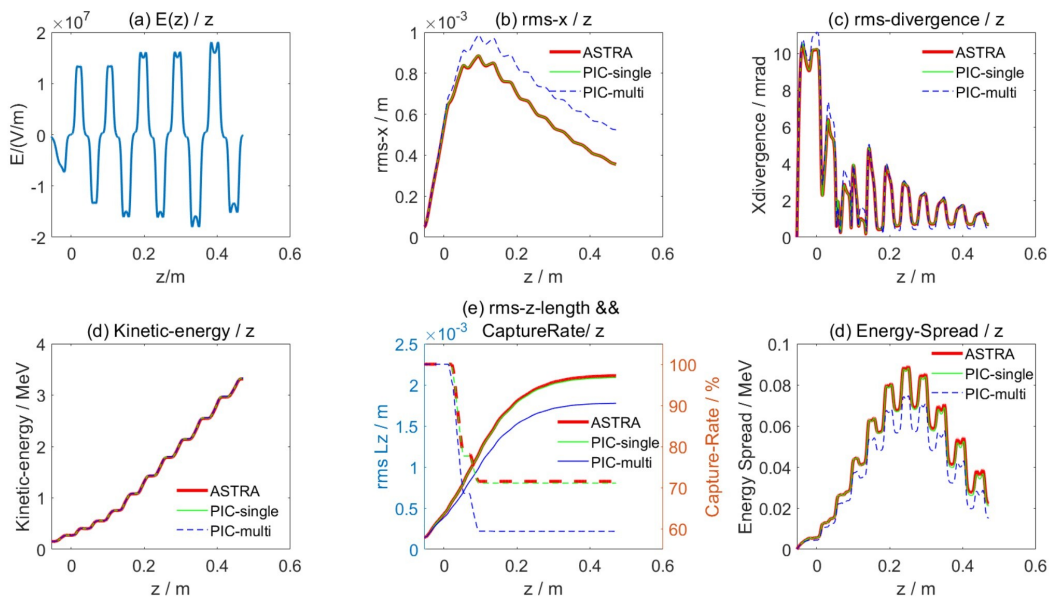 (a) E(z) / z
×10^7
2
1
0
-1
-2
0
0.2
0.4
0.6
E/(V/m)
z/m
(b) rms-x / z
×10^-3
1
0.8
0.6
0.4
0.2
0
0
0.2
0.4
0.6
rms-x / m
z / m
ASTRA
PIC-single
PIC-multi
(c) rms-divergence / z
10
8
6
4
2
0
0
0.2
0.4
0.6
Xdivergence / mrad
z / m
ASTRA
PIC-single
PIC-multi
(d) Kinetic-energy / z
4
3
2
1
0
0
0.2
0.4
0.6
Kinetic-energy / MeV
z / m
ASTRA
PIC-single
PIC-multi
(e) rms-z-length &&
CaptureRate/ z
×10^-3
2.5
2
1.5
1
0.5
0
0
0.2
0.4
0.6
rms Lz / m
z / m
100
90
80
70
60
Capture-Rate / %
ASTRA
PIC-single
PIC-multi
(d) Energy-Spread / z
0.1
0.08
0.06
0.04
0.02
0
0
0.2
0.4
0.6
Energy Spread / MeV
z / m
ASTRA
PIC-single
PIC-multi